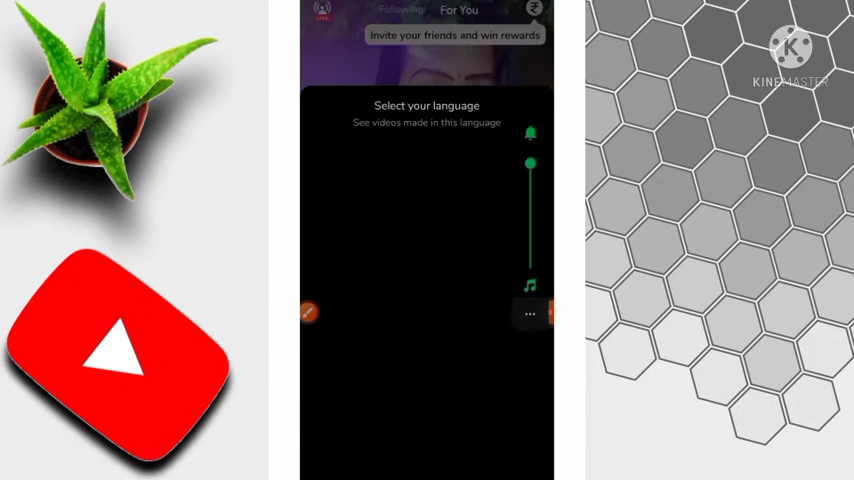 LIVE
Following
For You
₹
Invite your friends and win rewards
Select your language
See videos made in this language
K
KINEMASTER